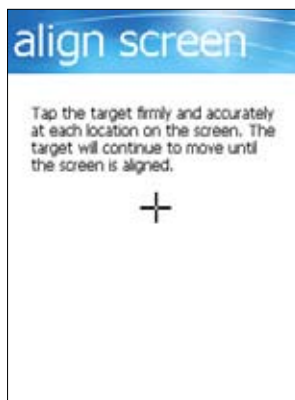 align screen
Tap the target firmly and accurately
at each location on the screen. The
target will continue to move until
the screen is aligned.